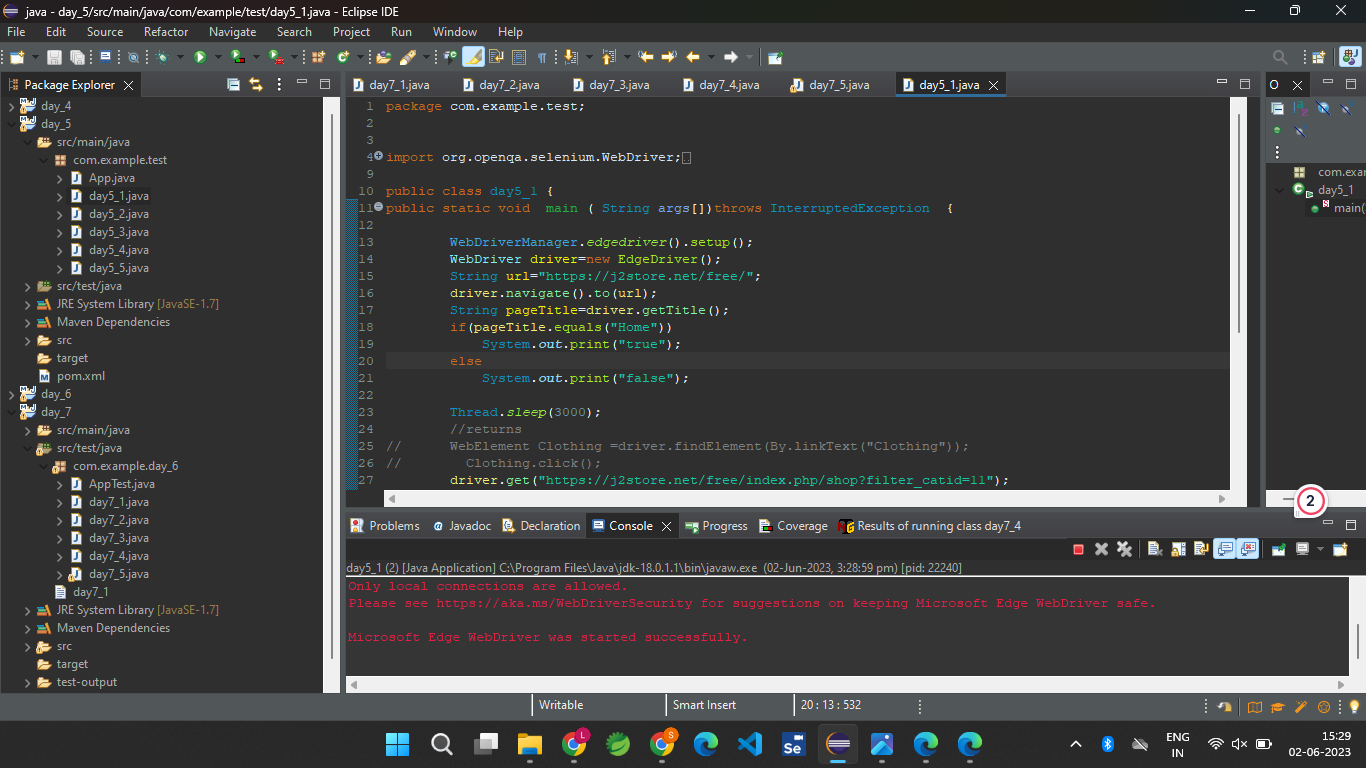 java - day_5/src/main/java/com/example/test/day5_1.java - Eclipse IDE
File Edit Source Refactor Navigate Search Project Run Window Help
Package Explorer
day_4
day_5
src/main/java
com.example.test
App.java
day5_1.java
day5_2.java
day5_3.java
day5_4.java
day5_5.java
src/test/java
JRE System Library [JavaSE-1.7]
Maven Dependencies
src
target
pom.xml
day_6
day_7
src/main/java
src/test/java
com.example.day_6
AppTest.java
day7_1.java
day7_2.java
day7_3.java
day7_4.java
day7_5.java
day7_1
JRE System Library [JavaSE-1.7]
Maven Dependencies
src
target
test-output
day7_1.java day7_2.java day7_3.java day7_4.java day7_5.java day5_1.java
1 package com.example.test;
2
3
4 import org.openqa.selenium.WebDriver;
9
10 public class day5_1 {
11 public static void main ( String args[])throws InterruptedException {
12
13 WebDriverManager.edgedriver().setup();
14 WebDriver driver=new EdgeDriver();
15 String url="https://j2store.net/free/";
16 driver.navigate().to(url);
17 String pageTitle=driver.getTitle();
18 if(pageTitle.equals("Home"))
19 System.out.print("true");
20 else
21 System.out.print("false");
22
23 Thread.sleep(3000);
24 //returns
25 // WebElement Clothing =driver.findElement(By.linkText("Clothing"));
26 // Clothing.click();
27 driver.get("https://j2store.net/free/index.php/shop?filter_catid=11");
O
com.exar
day5_1
main(
2
Problems Javadoc Declaration Console Progress Coverage Results of running class day7_4
day5_1 (2) [Java Application] C:\Program Files\Java\jdk-18.0.1.1\bin\javaw.exe (02-Jun-2023, 3:28:59 pm) [pid: 22240]
Only local connections are allowed.
Please see https://aka.ms/WebDriverSecurity for suggestions on keeping Microsoft Edge WebDriver safe.
Microsoft Edge WebDriver was started successfully.
Writable Smart Insert 20 : 13 : 532
L S Se
ENG
IN
15:29
02-06-2023